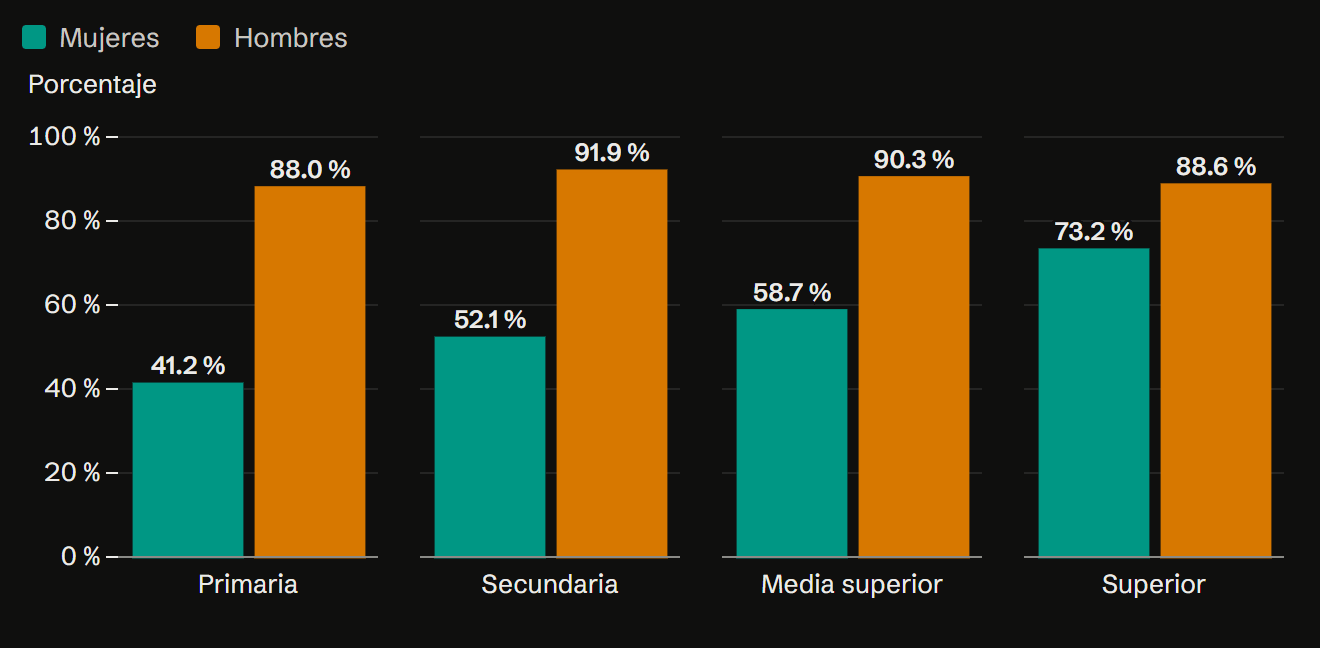 Mujeres Hombres
Porcentaje
100 %
80 %
60 %
40 %
20 %
0 %
41.2 % 88.0 %
52.1 % 91.9 %
58.7 % 90.3 %
73.2 % 88.6 %
Primaria Secundaria Media superior Superior